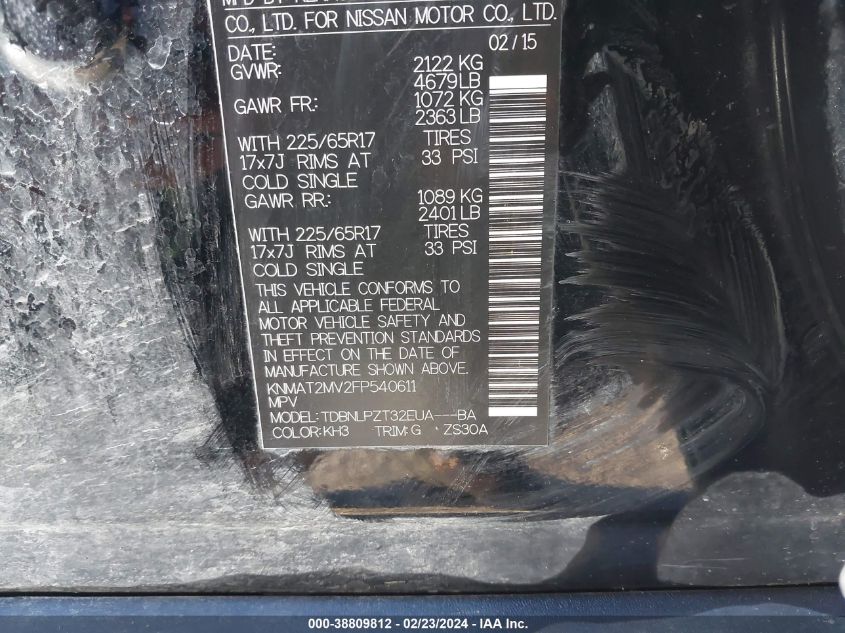 CO., LTD. FOR NISSAN MOTOR CO., LTD.
DATE: 02/15
GVWR: 2122 KG
4679 LB
GAWR FR.: 1072 KG
2363 LB
WITH 225/65R17 TIRES
17x7J RIMS AT 33 PSI
COLD SINGLE
GAWR RR.: 1089 KG
2401 LB
WITH 225/65R17 TIRES
17x7J RIMS AT 33 PSI
COLD SINGLE
THIS VEHICLE CONFORMS TO
ALL APPLICABLE FEDERAL
MOTOR VEHICLE SAFETY AND
THEFT PREVENTION STANDARDS
IN EFFECT ON THE DATE OF
MANUFACTURE SHOWN ABOVE.
KNMAT2MV2FP540611
MPV
MODEL: TDBNLPZT32EUA---BA
COLOR: KH3 TRIM: G ZS30A
000-38809812 - 02/23/2024 - IAA INC.